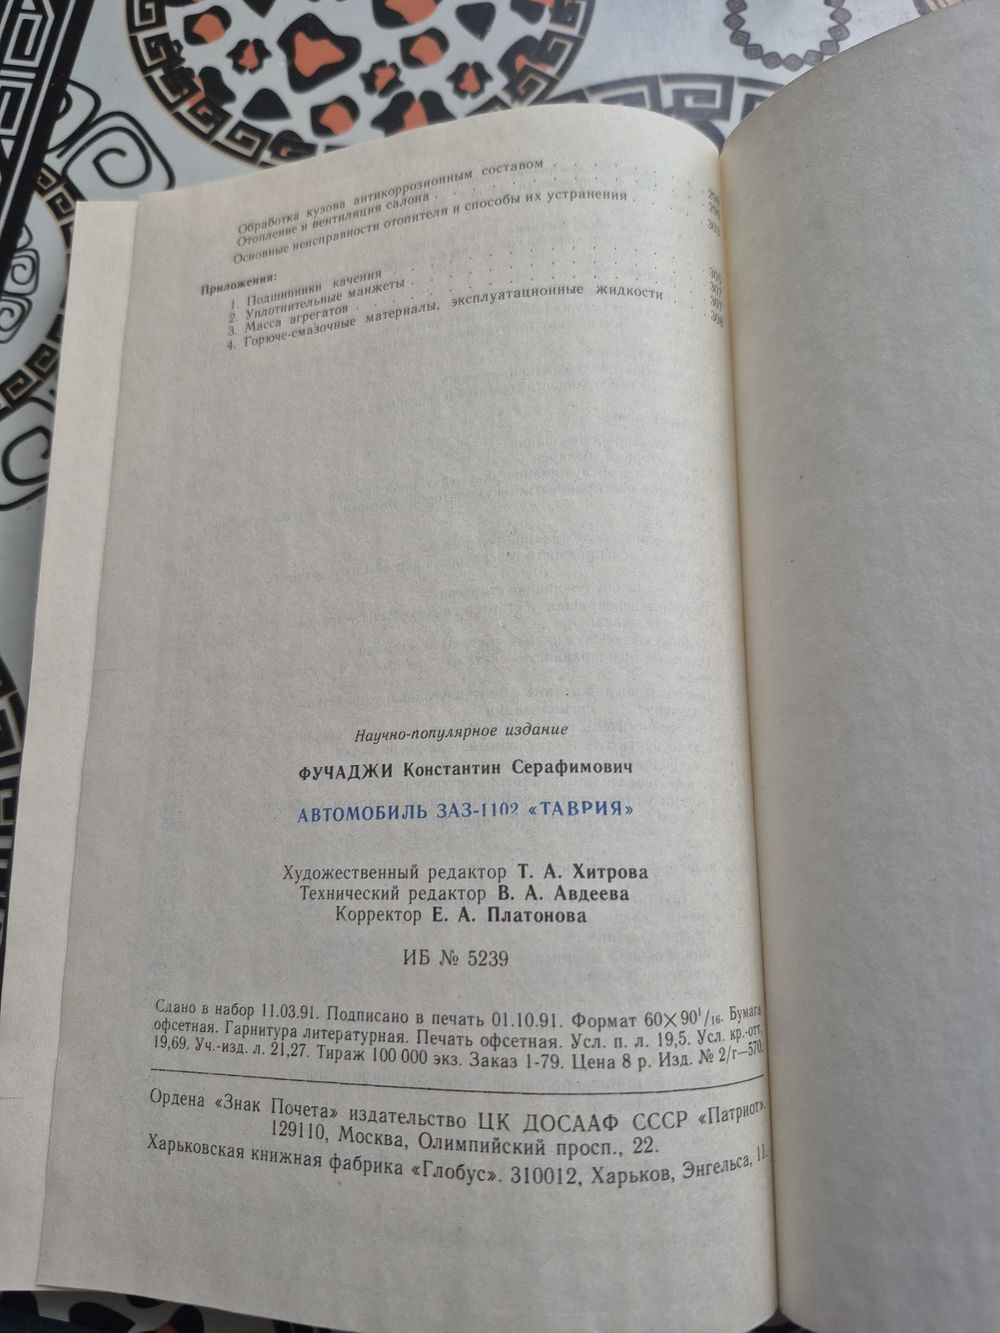 Обработка кузова антикоррозионным составом . . . . . . 294
Отопление и вентиляция салона . . . . . . . . . 295
Основные неисправности отопителя и способы их устранения . . . 303
Приложения:
1. Подшипники качения . . . . . . . . . .
2. Уплотнительные манжеты . . . . . . . . . 307
3. Масса агрегатов . . . . . . . . . . . 307
4. Горюче-смазочные материалы, эксплуатационные жидкости . . 308
Научно-популярное издание
ФУЧАДЖИ Константин Серафимович
АВТОМОБИЛЬ ЗАЗ-1102 «ТАВРИЯ»
Художественный редактор Т. А. Хитрова
Технический редактор В. А. Авдеева
Корректор Е. А. Платонова
ИБ № 5239
Сдано в набор 11.03.91. Подписано в печать 01.10.91. Формат 60×90¹/₁₆. Бумага
офсетная. Гарнитура литературная. Печать офсетная. Усл. п. л. 19,5. Усл. кр.-отт.
19,69. Уч.-изд. л. 21,27. Тираж 100 000 экз. Заказ 1-79. Цена 8 р. Изд. № 2/г—570.
Ордена «Знак Почета» издательство ЦК ДОСААФ СССР «Патриот».
129110, Москва, Олимпийский просп., 22.
Харьковская книжная фабрика «Глобус». 310012, Харьков, Энгельса, 11.